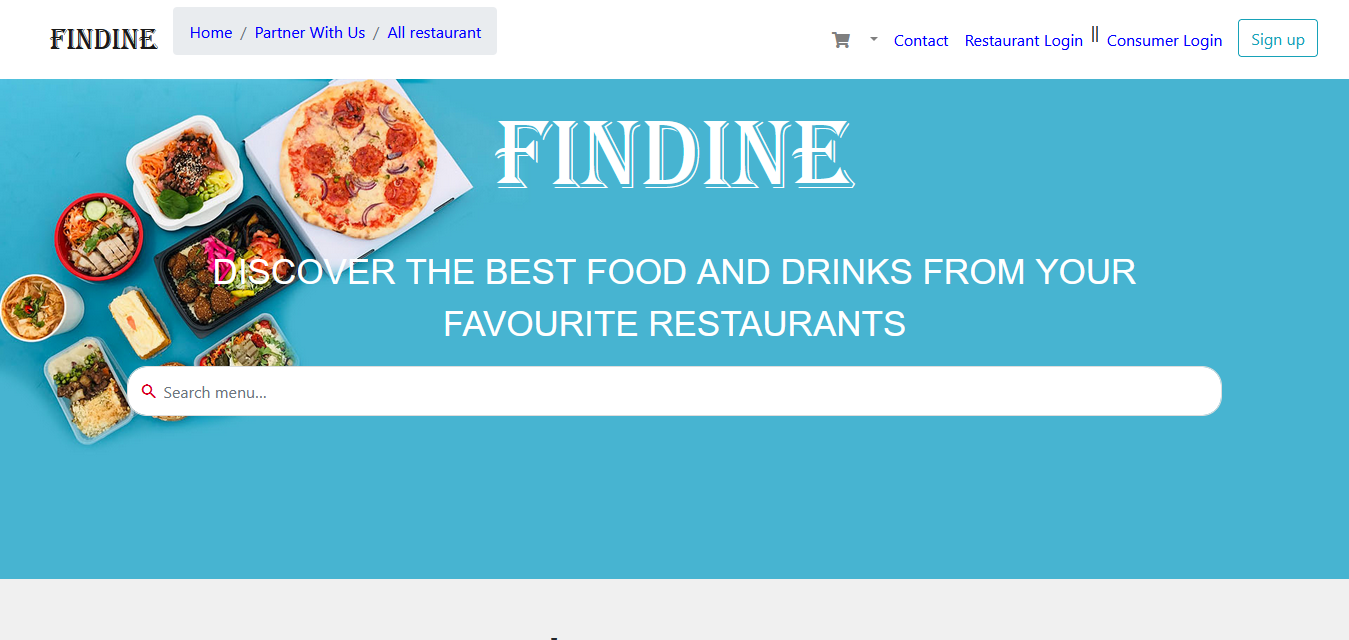 FINDINE
Home / Partner With Us / All restaurant
Contact Restaurant Login || Consumer Login Sign up
FINDINE
DISCOVER THE BEST FOOD AND DRINKS FROM YOUR
FAVOURITE RESTAURANTS
Search menu...